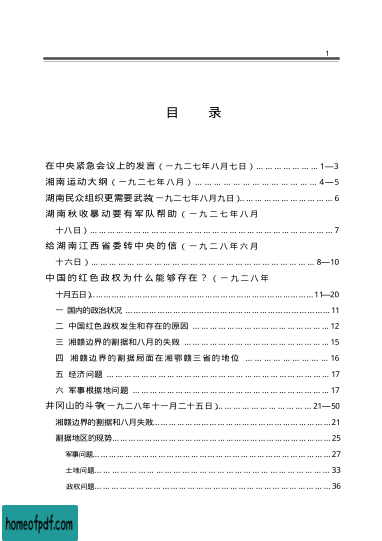 1
目 录
在中央紧急会议上的发言（一九二七年八月七日）…………………1—3
湘南运动大纲（一九二七年八月）……………………………………4—5
湖南民众组织更需要武装（一九二七年八月九日）…………………………6
湖南秋收暴动要有军队帮助（一九二七年八月
十八日）………………………………………………………………………7
给湖南江西省委转中央的信（一九二八年六月
十六日）…………………………………………………………………8—10
中国的红色政权为什么能够存在？（一九二八年
十月五日）………………………………………………………………11—20
一 国内的政治状况 …………………………………………………………11
二 中国红色政权发生和存在的原因 ………………………………………12
三 湘赣边界的割据和八月的失败 …………………………………………15
四 湘赣边界的割据局面在湘鄂赣三省的地位 ………………………16
五 经济问题 …………………………………………………………………17
六 军事根据地问题 …………………………………………………………17
井冈山的斗争（一九二八年十一月二十五日）…………………………21—50
湘赣边界的割据和八月失败…………………………………………………21
割据地区的现势………………………………………………………………25
军事问题………………………………………………………………………27
土地问题………………………………………………………………………33
政权问题………………………………………………………………………36
homeofpdf.com